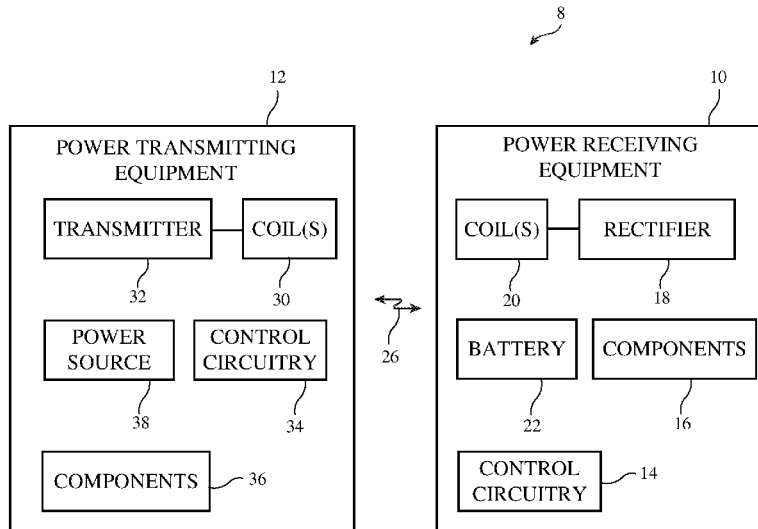 8
12
10
POWER TRANSMITTING
EQUIPMENT
TRANSMITTER
COIL(S)
32
30
POWER
SOURCE
CONTROL
CIRCUITRY
38
34
COMPONENTS
36
26
POWER RECEIVING
EQUIPMENT
COIL(S)
RECTIFIER
20
18
BATTERY
COMPONENTS
22
16
CONTROL
CIRCUITRY
14